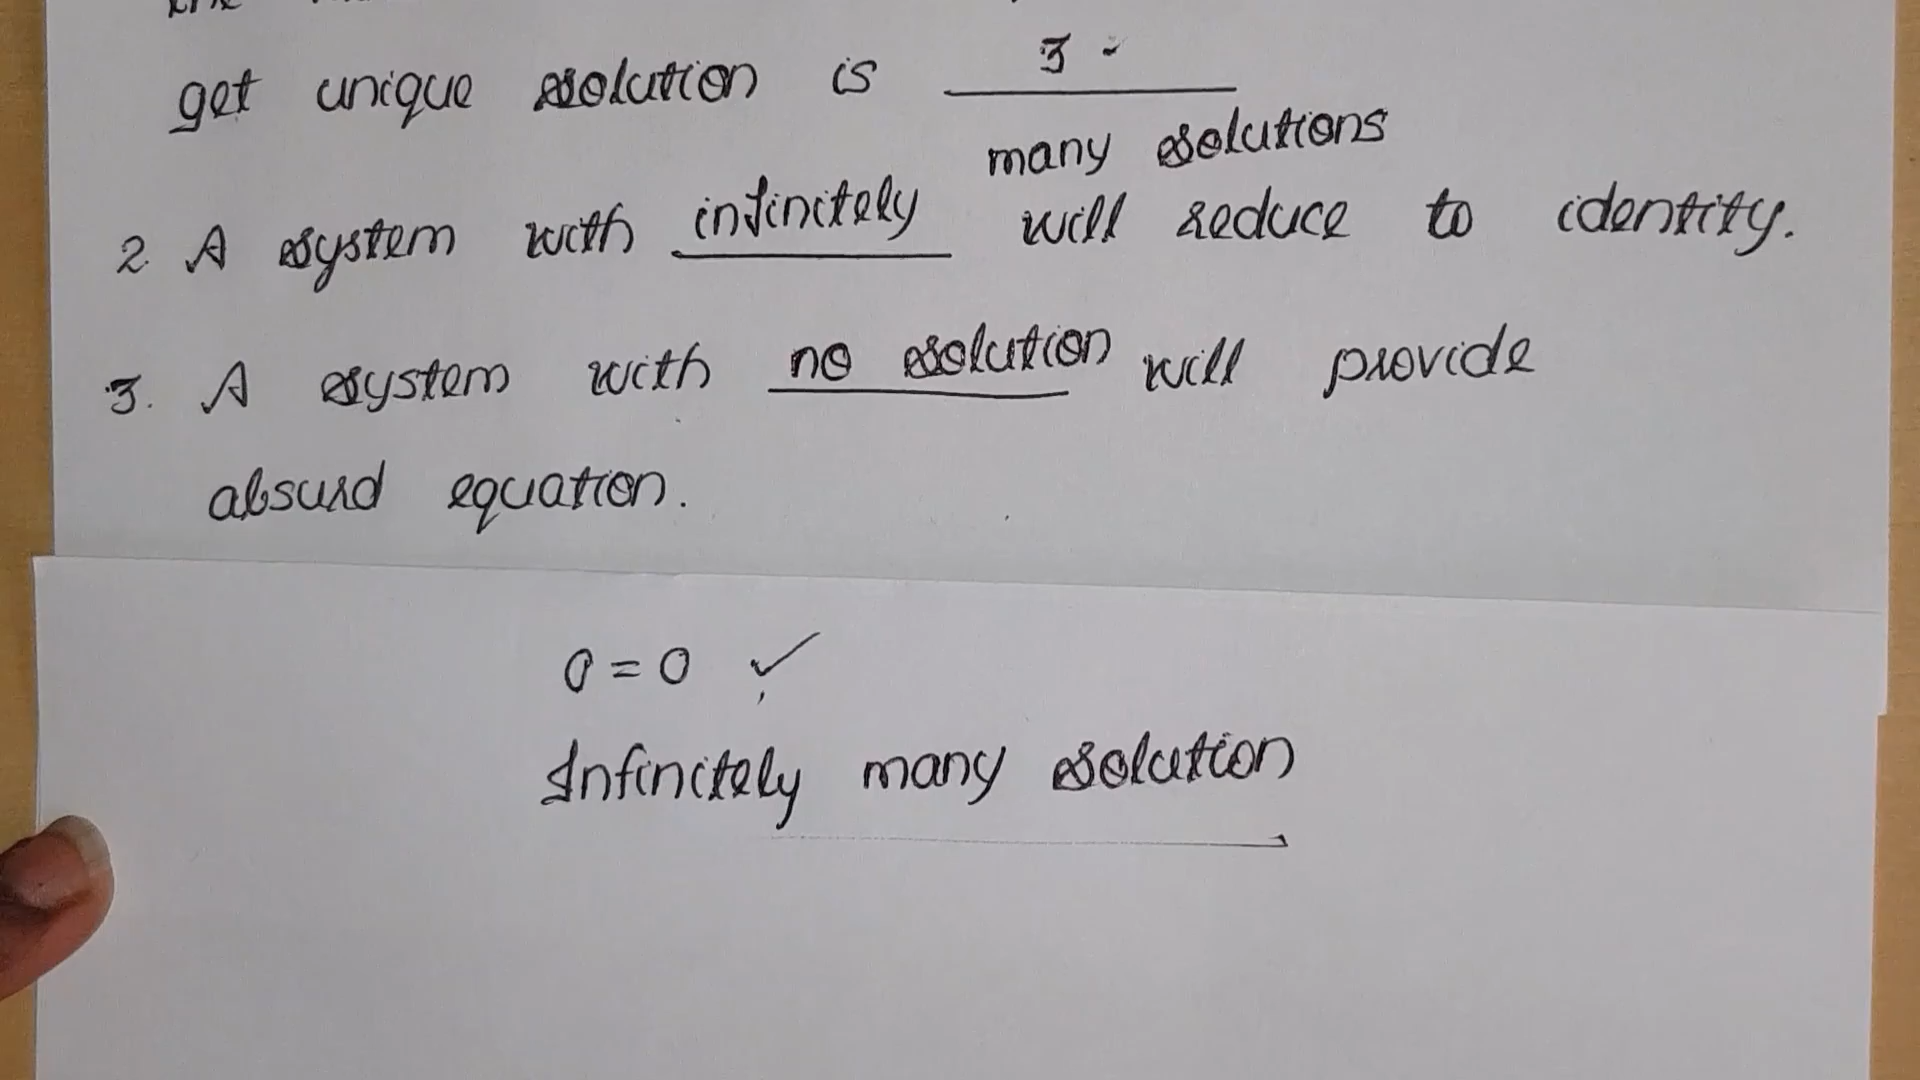 get unique solution is 3
many solutions
2. A system with infinitely will reduce to identity.
3. A system with no solution will provide
absurd equation.
0 = 0 ✓
Infinitely many solution